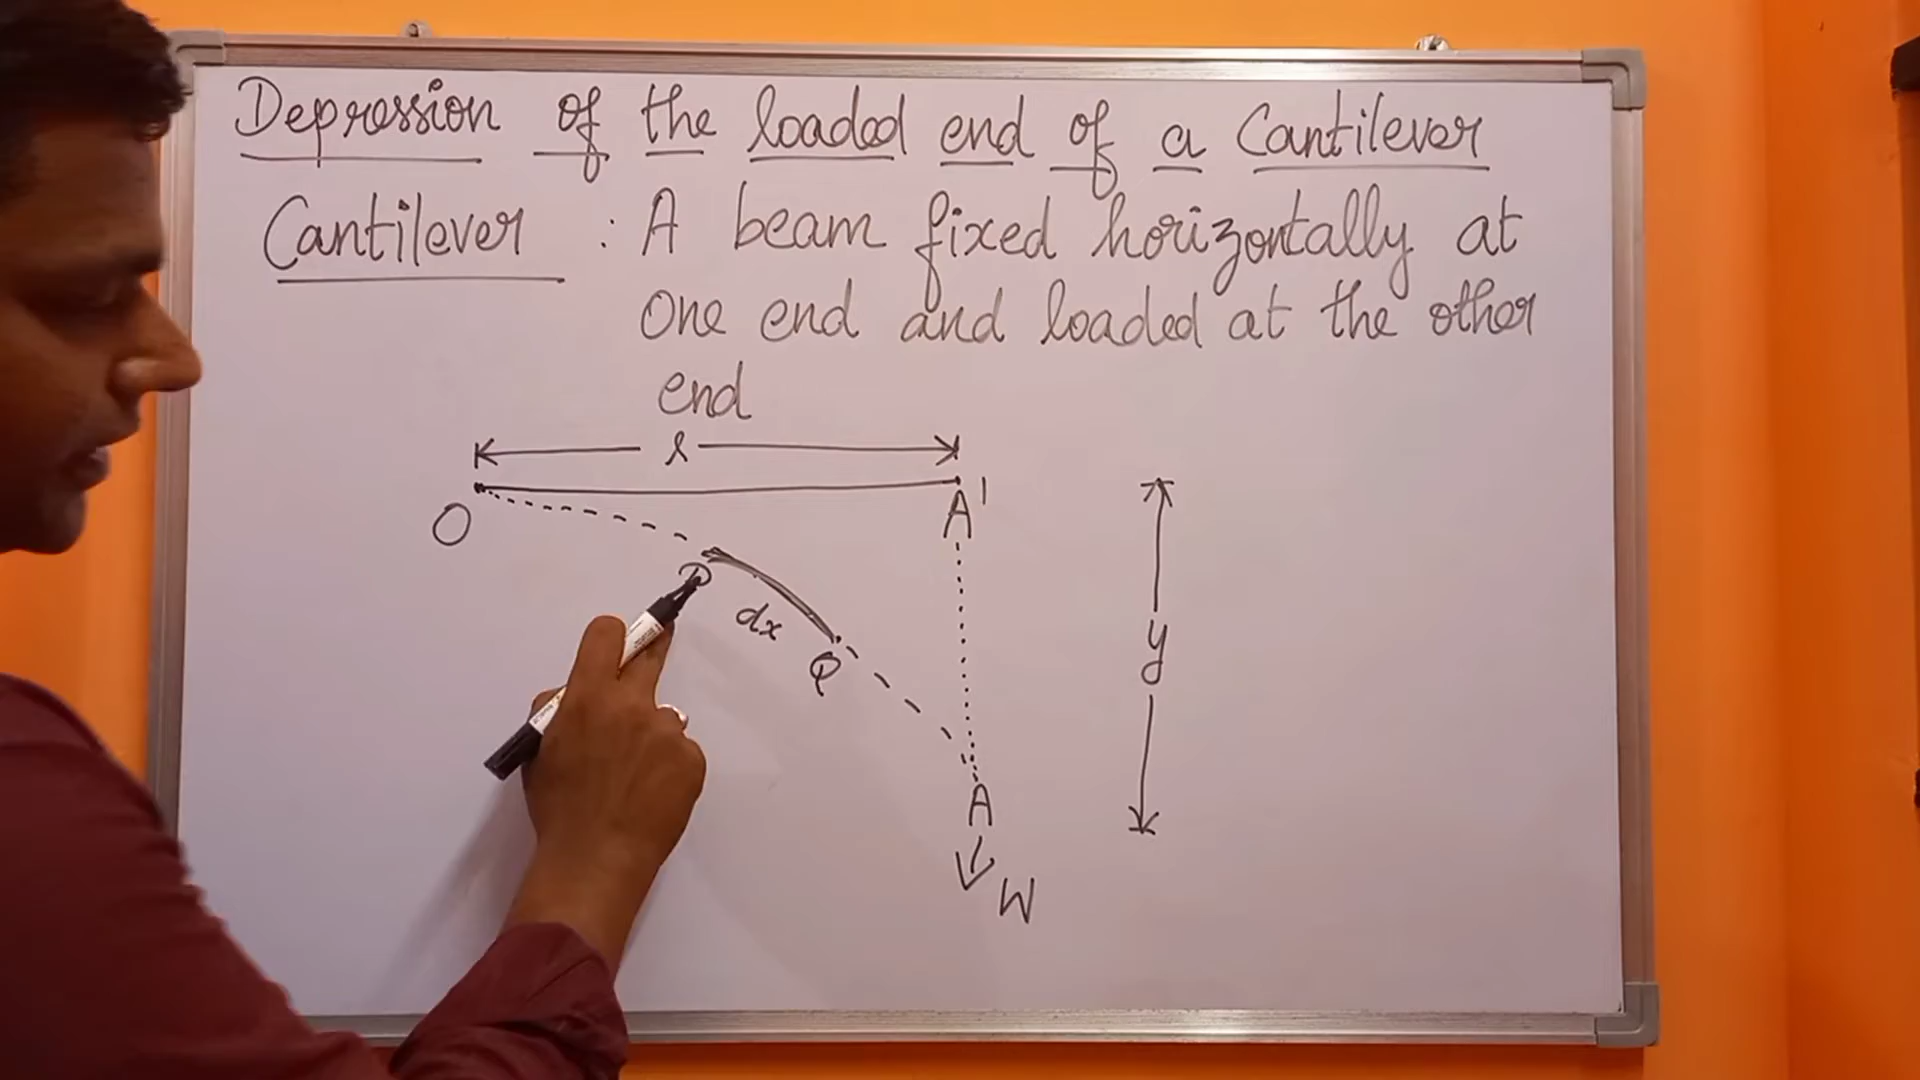 Depression of the loaded end of a Cantilever
Cantilever : A beam fixed horizontally at
one end and loaded at the other
end
l
O
A'
P
dx
Q
y
A
W